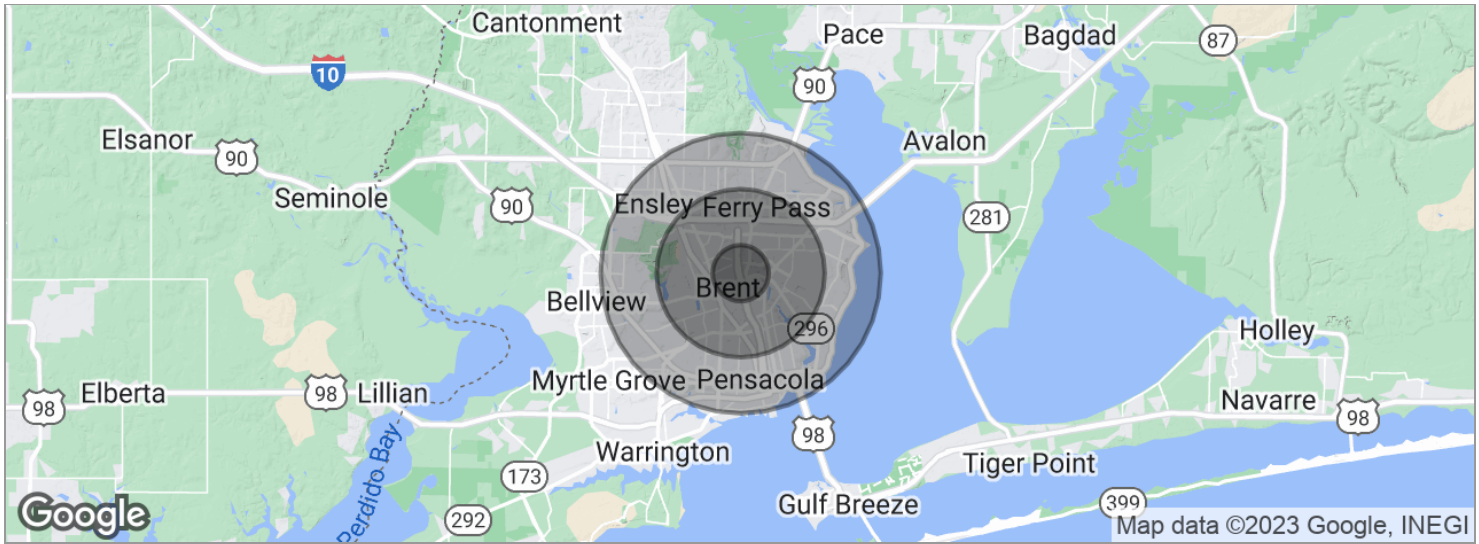 Cantonment
Pace
Bagdad
87
10
90
Elsanor
90
Avalon
Seminole
90
Ensley
Ferry Pass
281
Brent
Bellview
296
Holley
Myrtle Grove
Pensacola
98
Elberta
98
Lillian
Navarre
98
98
Perdido Bay
Warrington
Tiger Point
173
Gulf Breeze
399
292
Google
Map data ©2023 Google, INEGI